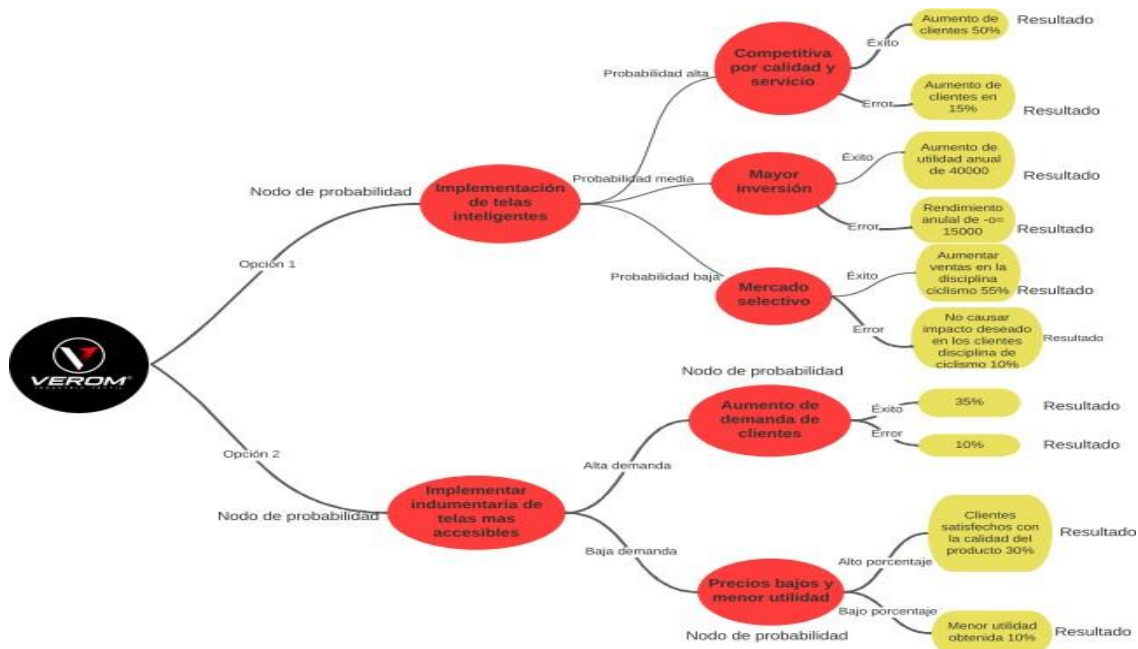 Aumento de
clientes 50%
Resultado
Éxito
Competitiva
por calidad y
servicio
Probabilidad alta
Error
Aumento de
clientes en
15%
Resultado
Aumento de
utilidad anual
de 40000
Resultado
Éxito
Mayor
inversión
Probabilidad media
Nodo de probabilidad
Implementación
de telas
inteligentes
Error
Rendimiento
anulal de -o=
15000
Resultado
Opción 1
Probabilidad baja
Éxito
Aumentar
ventas en la
disciplina
ciclismo 55%
Resultado
Mercado
selectivo
Error
No causar
impacto deseado
en los clientes
disciplina de
ciclismo 10%
Resultado
VEROM®
INDUSTRIA TEXTIL
Nodo de probabilidad
Aumento de
demanda de
clientes
Éxito
35%
Resultado
Error
10%
Resultado
Opción 2
Alta demanda
Nodo de probabilidad
Implementar
indumentaria de
telas mas
accesibles
Baja demanda
Clientes
satisfechos con
la calidad del
producto 30%
Resultado
Alto porcentaje
Precios bajos y
menor utilidad
Bajo porcentaje
Nodo de probabilidad
Menor utilidad
obtenida 10%
Resultado